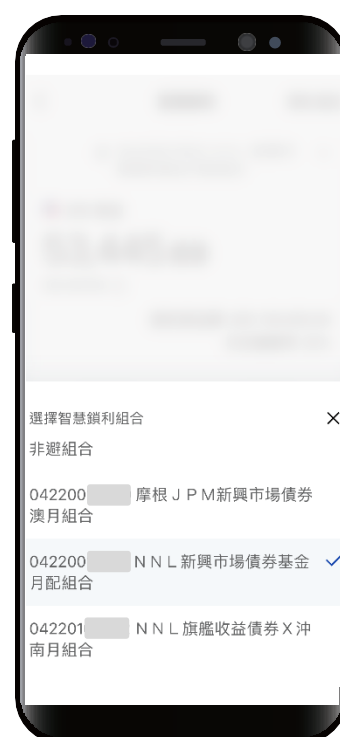 選擇智慧鎖利組合
非避組合
042200 摩根ＪＰＭ新興市場債券
澳月組合
042200 ＮＮＬ新興市場債券基金
月配組合
042201 ＮＮＬ旗艦收益債券Ｘ沖
南月組合